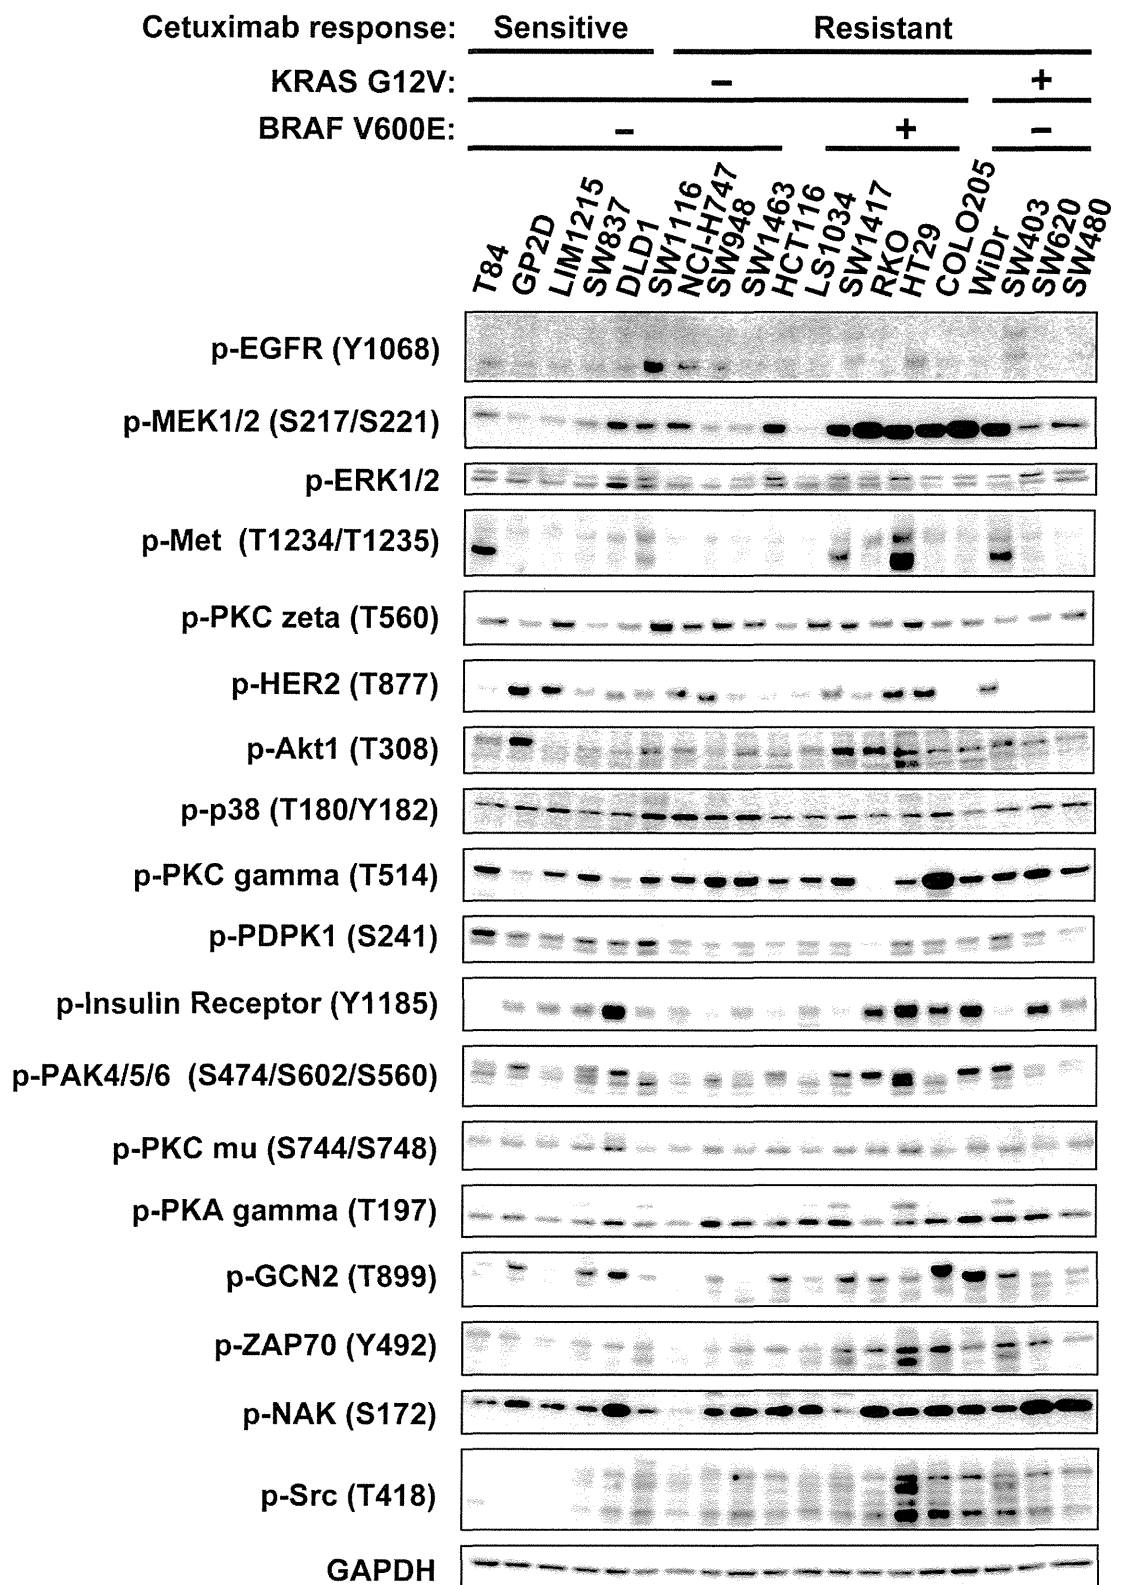 Cetuximab response: Sensitive Resistant
KRAS G12V: – +
BRAF V600E: – + –
T84 GP2D LIM1215 SW837 DLD1 SW1116 NCI-H747 SW948 SW1463 HCT116 LS1034 SW1417 RKO HT29 COLO205 WiDr SW403 SW620 SW480
p-EGFR (Y1068)
p-MEK1/2 (S217/S221)
p-ERK1/2
p-Met (T1234/T1235)
p-PKC zeta (T560)
p-HER2 (T877)
p-Akt1 (T308)
p-p38 (T180/Y182)
p-PKC gamma (T514)
p-PDPK1 (S241)
p-Insulin Receptor (Y1185)
p-PAK4/5/6 (S474/S602/S560)
p-PKC mu (S744/S748)
p-PKA gamma (T197)
p-GCN2 (T899)
p-ZAP70 (Y492)
p-NAK (S172)
p-Src (T418)
GAPDH